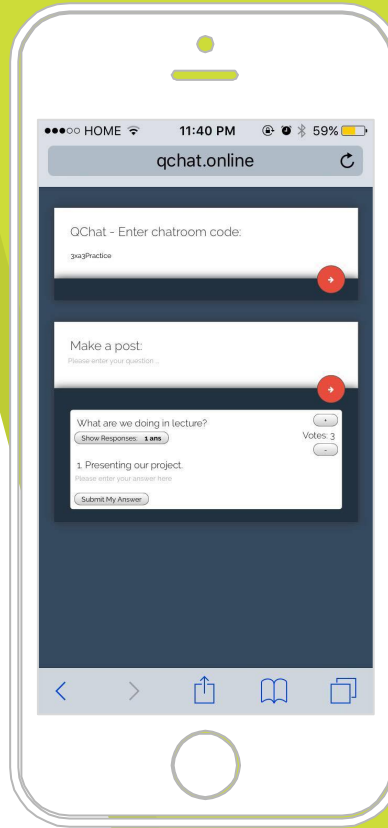 HOME 11:40 PM 59%
qchat.online
QChat - Enter chatroom code:
3xa3Practice
Make a post:
Please enter your question ...
What are we doing in lecture?
+
Show Responses: 1 ans
Votes: 3
-
1. Presenting our project.
Please enter your answer here
Submit My Answer